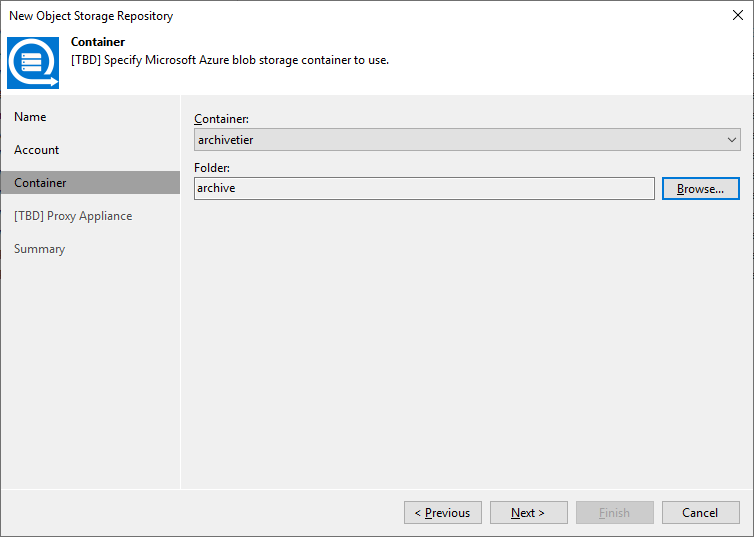 New Object Storage Repository
Container
[TBD] Specify Microsoft Azure blob storage container to use.
Name
Account
Container
[TBD] Proxy Appliance
Summary
Container:
archivetier
Folder:
archive
Browse...
< Previous
Next >
Finish
Cancel